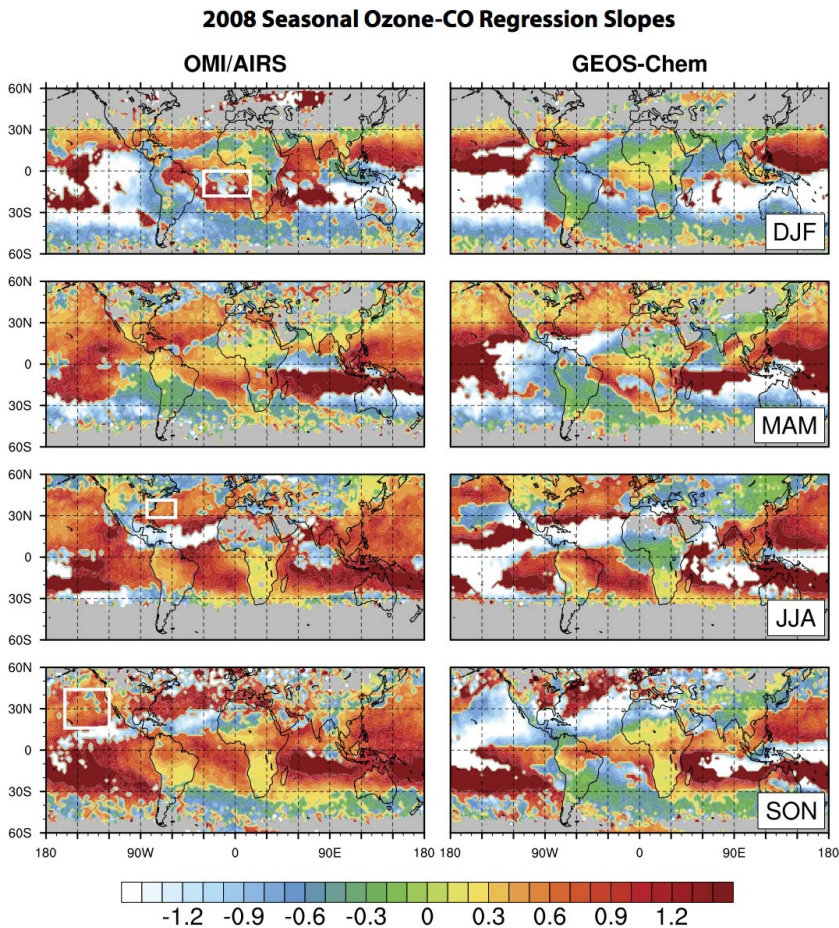 2008 Seasonal Ozone-CO Regression Slopes
OMI/AIRS GEOS-Chem
60N
30N
0
30S
60S
DJF
60N
30N
0
30S
60S
MAM
60N
30N
0
30S
60S
JJA
60N
30N
0
30S
60S
SON
180 90W 0 90E 180 180 90W 0 90E 180
-1.2 -0.9 -0.6 -0.3 0 0.3 0.6 0.9 1.2